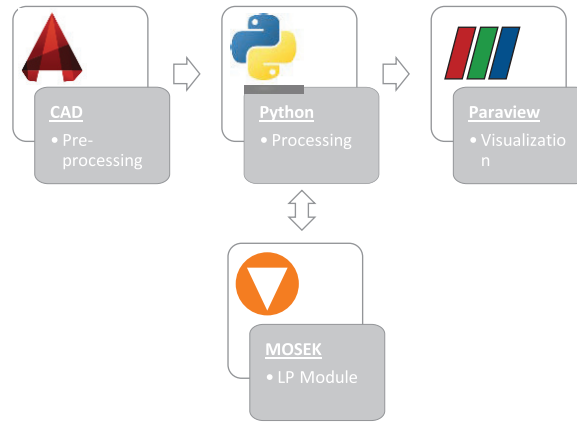 CAD
• Pre-
processing
Python
• Processing
Paraview
• Visualizatio
n
MOSEK
• LP Module